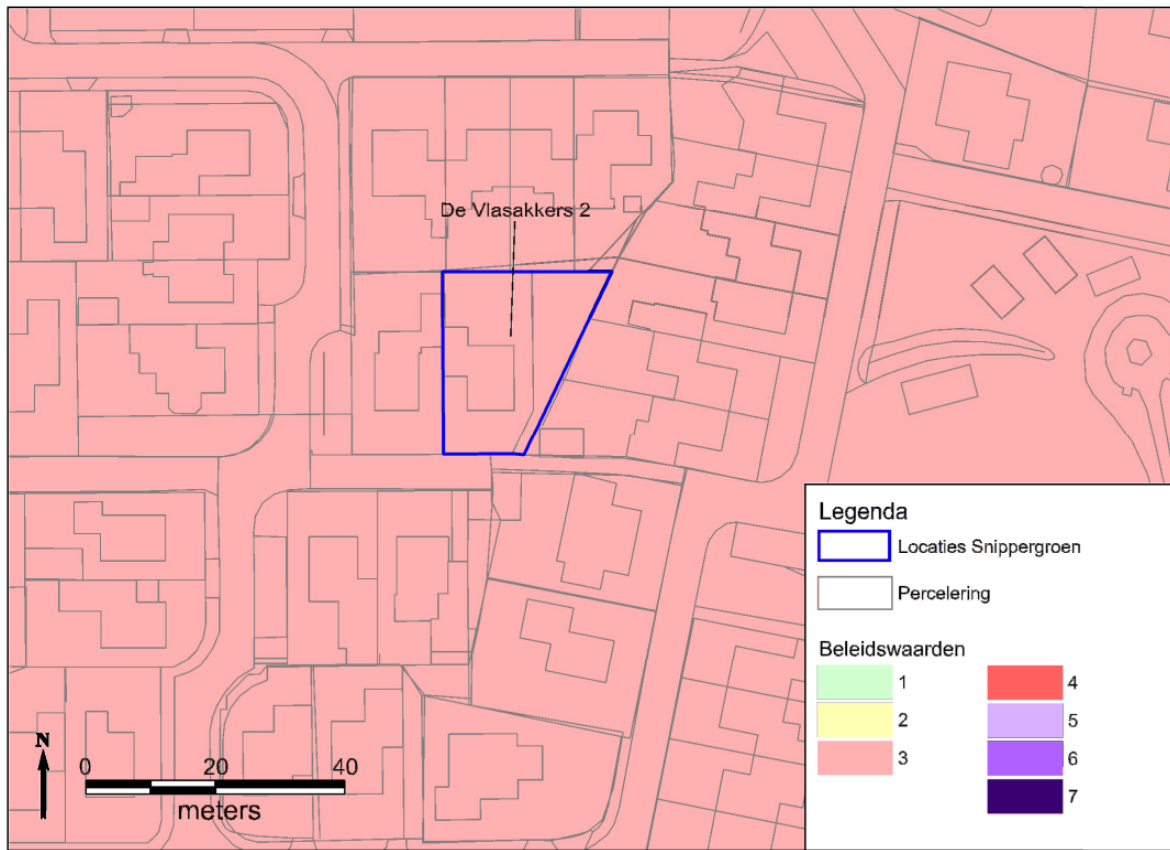 De Vlasakkers 2
Legenda
Locaties Snippergroen
Percelering
Beleidswaarden
1
2
3
4
5
6
7
N
0 20 40
meters